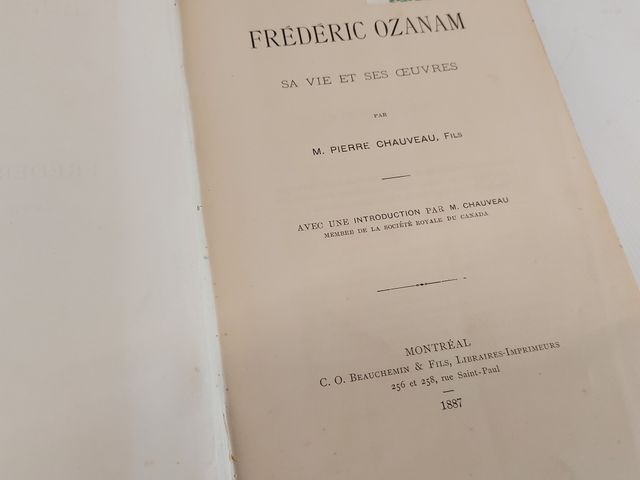 FRÉDÉRIC OZANAM
SA VIE ET SES ŒUVRES
PAR
M. PIERRE CHAUVEAU, FILS
AVEC UNE INTRODUCTION PAR M. CHAUVEAU
MEMBRE DE LA SOCIÉTÉ ROYALE DU CANADA
MONTRÉAL
C. O. BEAUCHEMIN & FILS, LIBRAIRES-IMPRIMEURS
256 et 258, rue Saint-Paul
1887